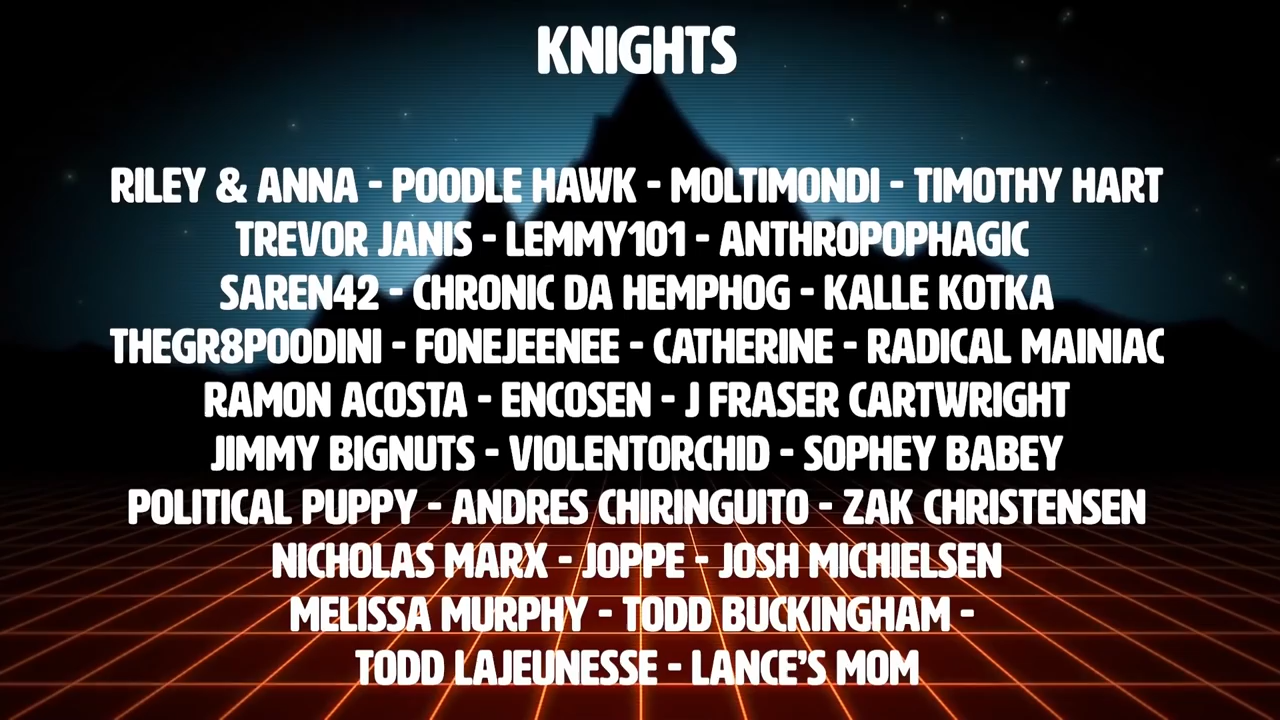 KNIGHTS
RILEY & ANNA - POODLE HAWK - MOLTIMONDI - TIMOTHY HART
TREVOR JANIS - LEMMY101 - ANTHROPOPHAGIC
SAREN42 - CHRONIC DA HEMPHOG - KALLE KOTKA
THEGR8POODINI - FONEJEENEE - CATHERINE - RADICAL MAINIAC
RAMON ACOSTA - ENCOSEN - J FRASER CARTWRIGHT
JIMMY BIGNUTS - VIOLENTORCHID - SOPHEY BABEY
POLITICAL PUPPY - ANDRES CHIRINGUITO - ZAK CHRISTENSEN
NICHOLAS MARX - JOPPE - JOSH MICHIELSEN
MELISSA MURPHY - TODD BUCKINGHAM -
TODD LAJEUNESSE - LANCE'S MOM